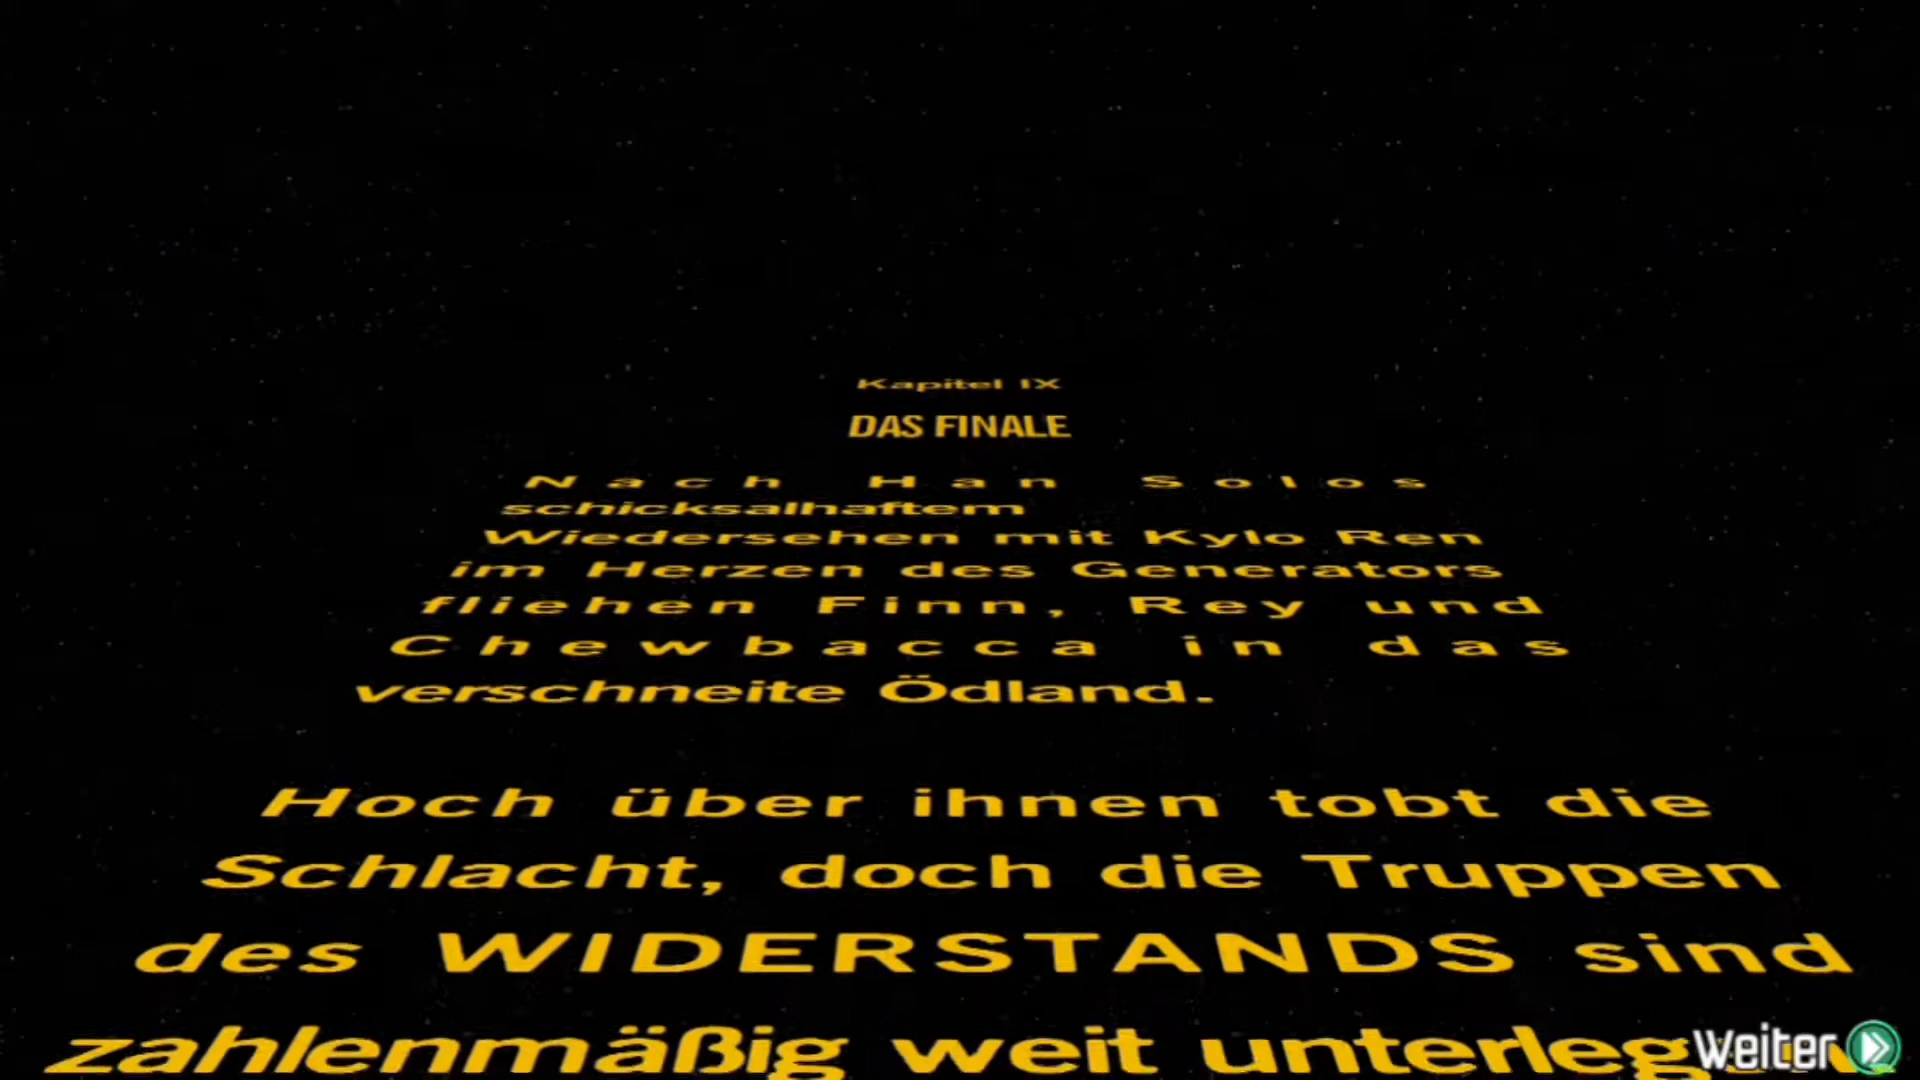 Kapitel IX
DAS FINALE
Nach Han Solos
schicksalhaftem
Wiedersehen mit Kylo Ren
im Herzen des Generators
fliehen Finn, Rey und
Chewbacca in das
verschneite Ödland.
Hoch über ihnen tobt die
Schlacht, doch die Truppen
des WIDERSTANDS sind
zahlenmäßig weit
Weiter